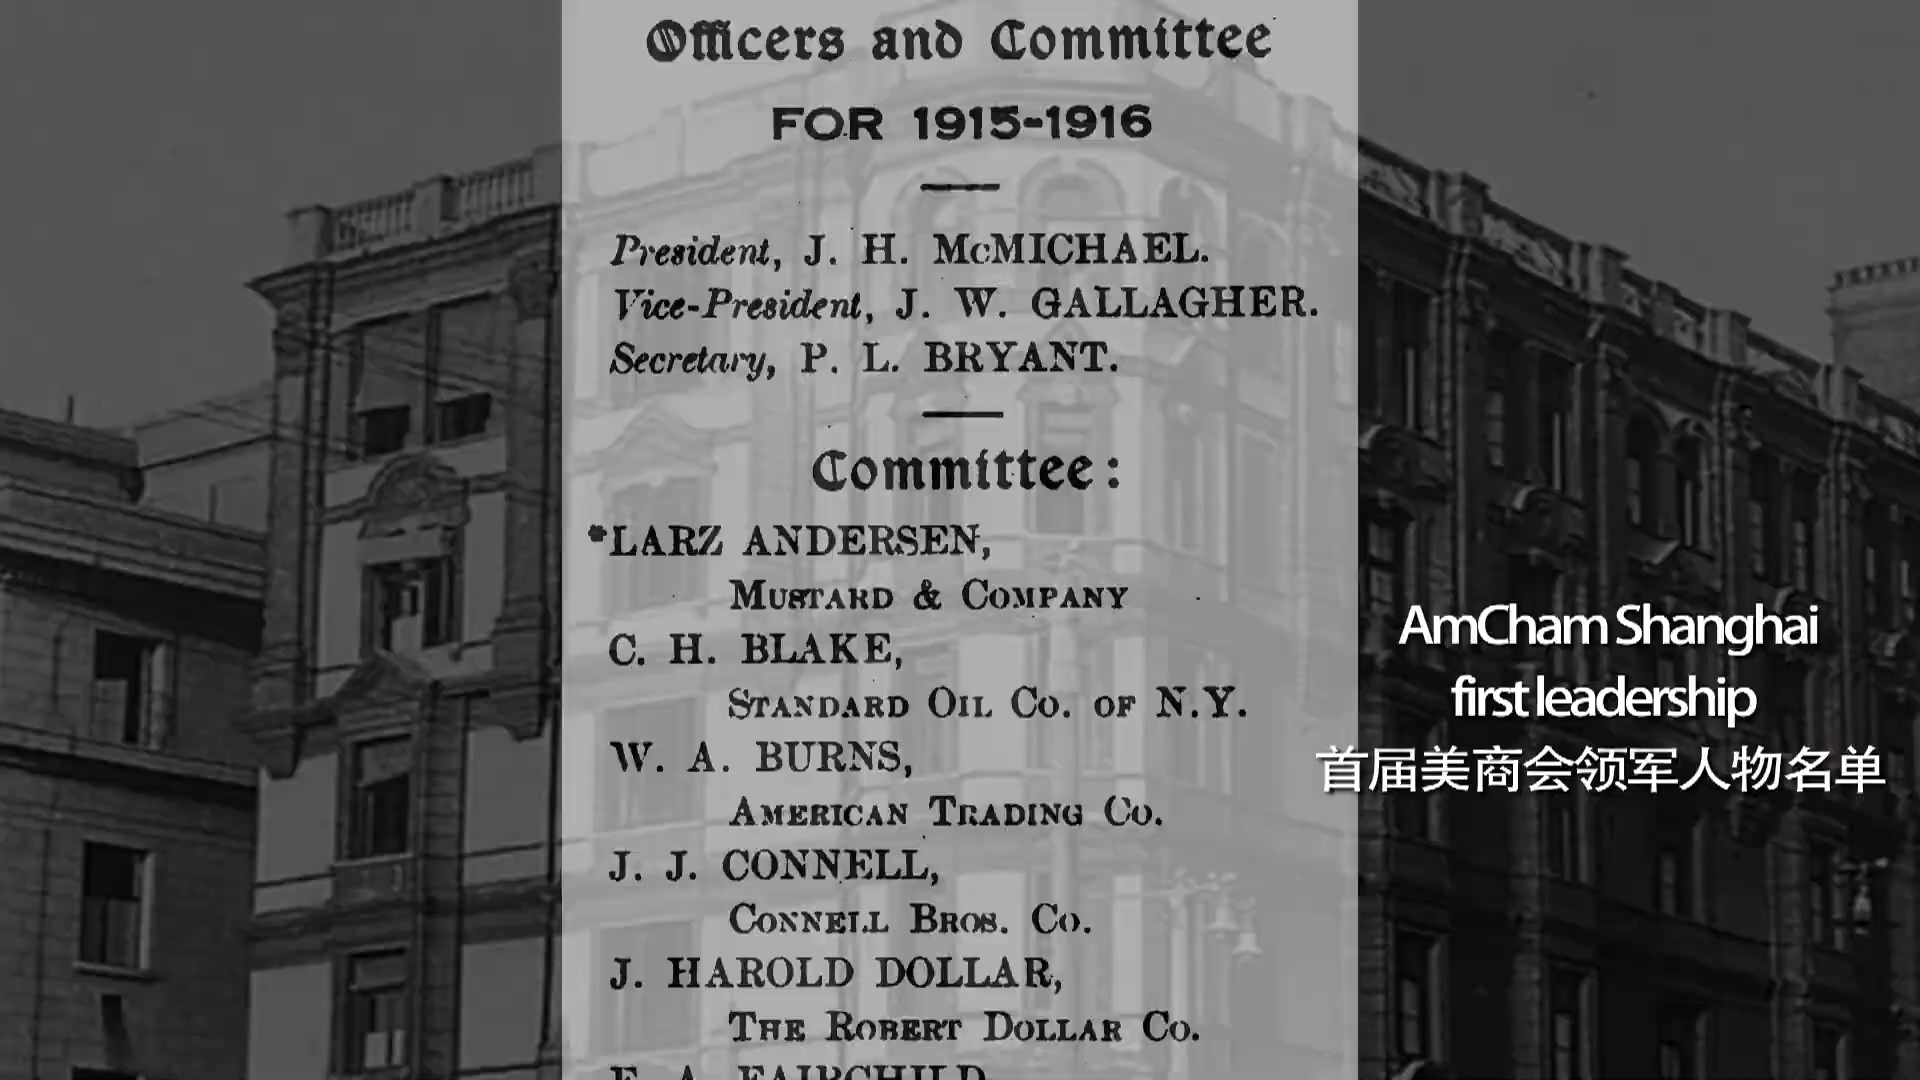 Officers and Committee
FOR 1915-1916
President, J. H. McMICHAEL.
Vice-President, J. W. GALLAGHER.
Secretary, P. L. BRYANT.
Committee:
*LARZ ANDERSEN,
MUSTARD & COMPANY
C. H. BLAKE,
STANDARD OIL CO. OF N.Y.
W. A. BURNS,
AMERICAN TRADING CO.
J. J. CONNELL,
CONNELL BROS. CO.
J. HAROLD DOLLAR,
THE ROBERT DOLLAR CO.
F. A. FAIRCHILD
AmCham Shanghai
first leadership
首届美商会领军人物名单